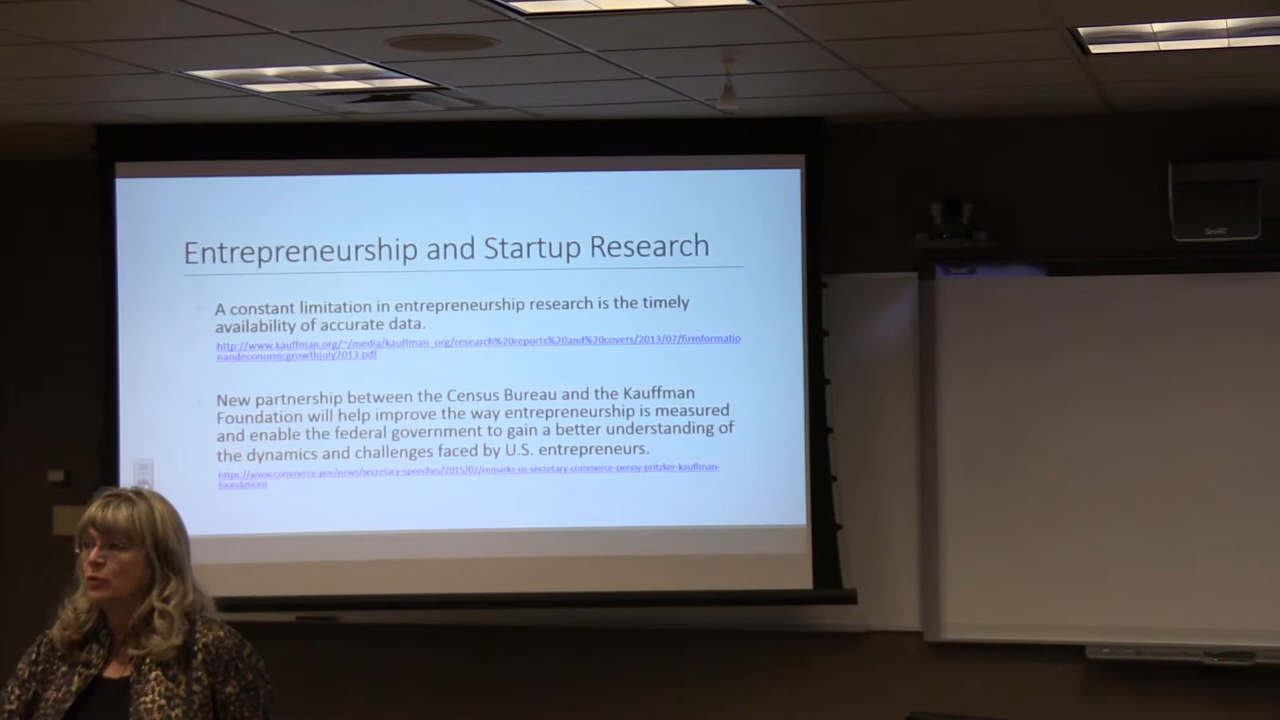 Entrepreneurship and Startup Research
A constant limitation in entrepreneurship research is the timely
availability of accurate data.
http://www.kauffman.org/~/media/kauffman_org/research%20reports%20and%20covers/2013/07/firmformatio
nandeconomicgrowthjuly2013.pdf
New partnership between the Census Bureau and the Kauffman
Foundation will help improve the way entrepreneurship is measured
and enable the federal government to gain a better understanding of
the dynamics and challenges faced by U.S. entrepreneurs.
https://www.commerce.gov/news/secretary-speeches/2015/02/remarks-us-secretary-commerce-penny-pritzker-kauffman-
foundations
SMART